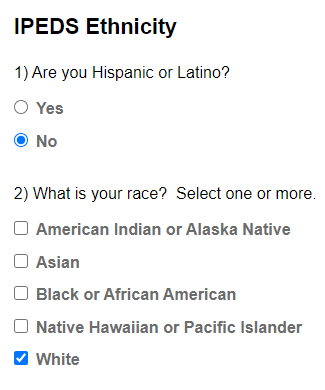 IPEDS Ethnicity
1) Are you Hispanic or Latino?
Yes
No
2) What is your race?  Select one or more.
American Indian or Alaska Native
Asian
Black or African American
Native Hawaiian or Pacific Islander
White